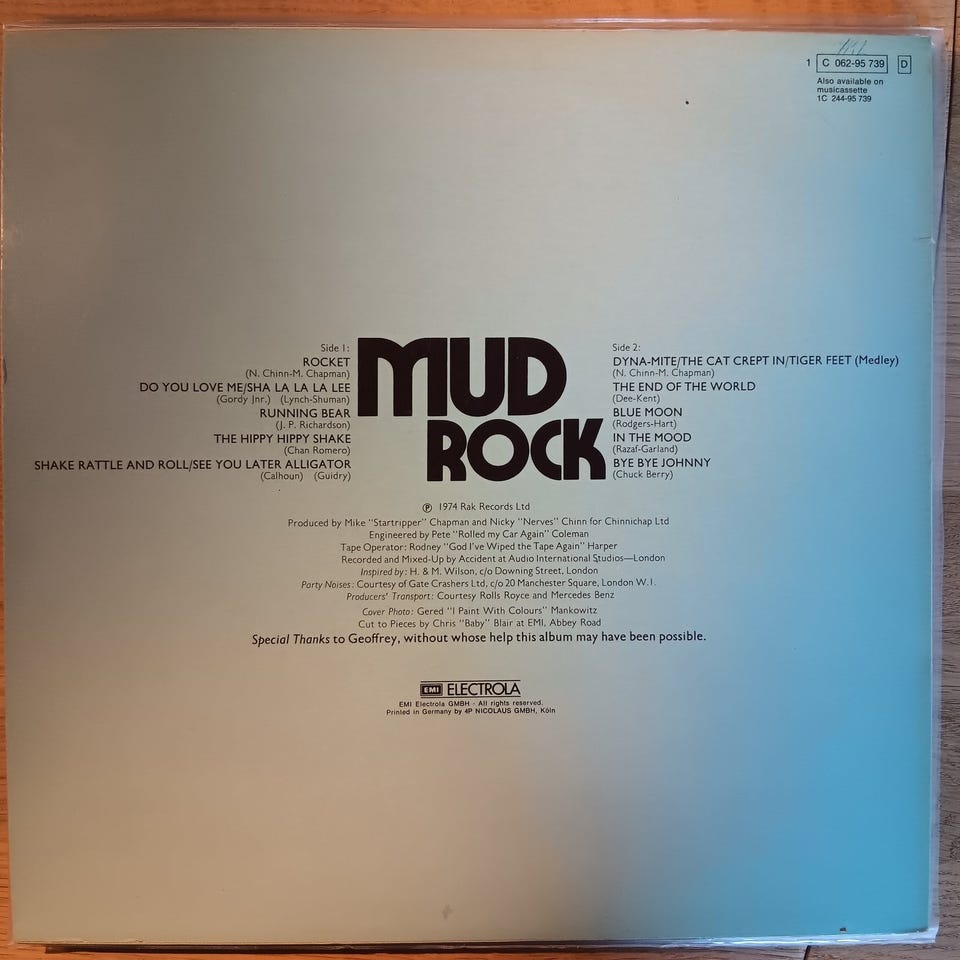 1 C 062-95 739 D
Also available on
musicassette
1C 244-95 739
MUD
ROCK
Side 1:
ROCKET
(N. Chinn-M. Chapman)
DO YOU LOVE ME/SHA LA LA LA LEE
(Gordy Jnr.) (Lynch-Shuman)
RUNNING BEAR
(J. P. Richardson)
THE HIPPY HIPPY SHAKE
(Chan Romero)
SHAKE RATTLE AND ROLL/SEE YOU LATER ALLIGATOR
(Calhoun) (Guidry)
Side 2:
DYNA-MITE/THE CAT CREPT IN/TIGER FEET (Medley)
(N. Chinn-M. Chapman)
THE END OF THE WORLD
(Dee-Kent)
BLUE MOON
(Rodgers-Hart)
IN THE MOOD
(Razaf-Garland)
BYE BYE JOHNNY
(Chuck Berry)
Ⓟ 1974 Rak Records Ltd
Produced by Mike "Startripper" Chapman and Nicky "Nerves" Chinn for Chinnichap Ltd
Engineered by Pete "Rolled my Car Again" Coleman
Tape Operator: Rodney "God I've Wiped the Tape Again" Harper
Recorded and Mixed-Up by Accident at Audio International Studios—London
Inspired by: H. & M. Wilson, c/o Downing Street, London
Party Noises: Courtesy of Gate Crashers Ltd, c/o 20 Manchester Square, London W.1.
Producers' Transport: Courtesy Rolls Royce and Mercedes Benz
Cover Photo: Gered "I Paint With Colours" Mankowitz
Cut to Pieces by Chris "Baby" Blair at EMI, Abbey Road
Special Thanks to Geoffrey, without whose help this album may have been possible.
EMI ELECTROLA
EMI Electrola GMBH · All rights reserved.
Printed in Germany by 4P NICOLAUS GMBH, Köln